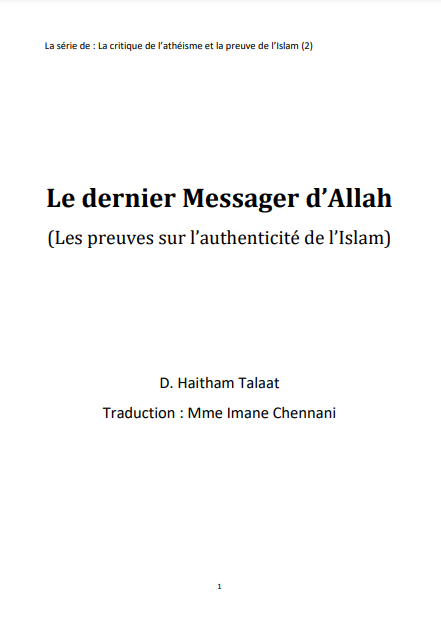 La série de : La critique de l’athéisme et la preuve de l’Islam (2)
Le dernier Messager d’Allah
(Les preuves sur l’authenticité de l’Islam)
D. Haitham Talaat
Traduction : Mme Imane Chennani
1